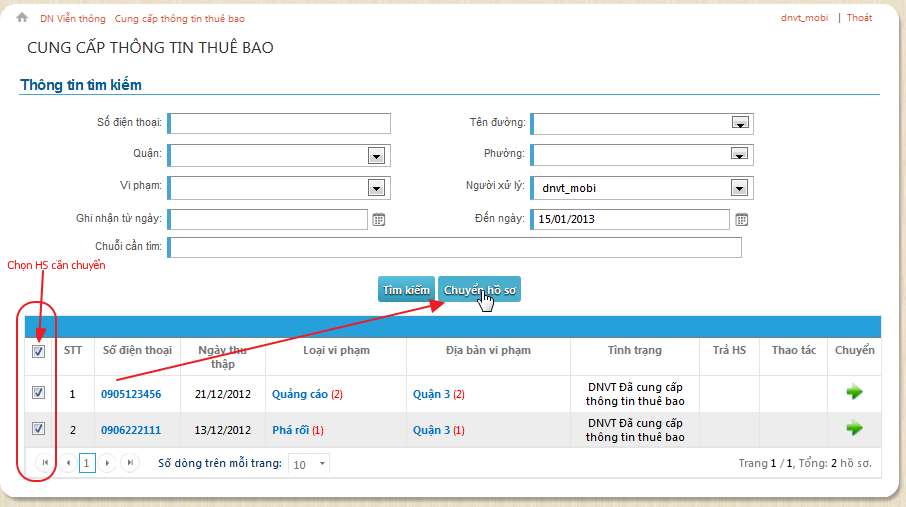 DN Viễn thông Cung cấp thông tin thuê bao dnvt_mobi | Thoát
CUNG CẤP THÔNG TIN THUÊ BAO
Thông tin tìm kiếm
Số điện thoại: Tên đường:
Quận: Phường:
Vi phạm: Người xử lý: dnvt_mobi
Ghi nhận từ ngày: Đến ngày: 15/01/2013
Chuỗi cần tìm:
Chọn HS cần chuyển
Tìm kiếm Chuyển hồ sơ
STT Số điện thoại Ngày thu thập Loại vi phạm Địa bàn vi phạm Tình trạng Trả HS Thao tác Chuyển
1 0905123456 21/12/2012 Quảng cáo (2) Quận 3 (2) DNVT Đã cung cấp thông tin thuê bao
2 0906222111 13/12/2012 Phá rối (1) Quận 3 (1) DNVT Đã cung cấp thông tin thuê bao
1 Số dòng trên mỗi trang: 10 Trang 1 / 1, Tổng: 2 hồ sơ.